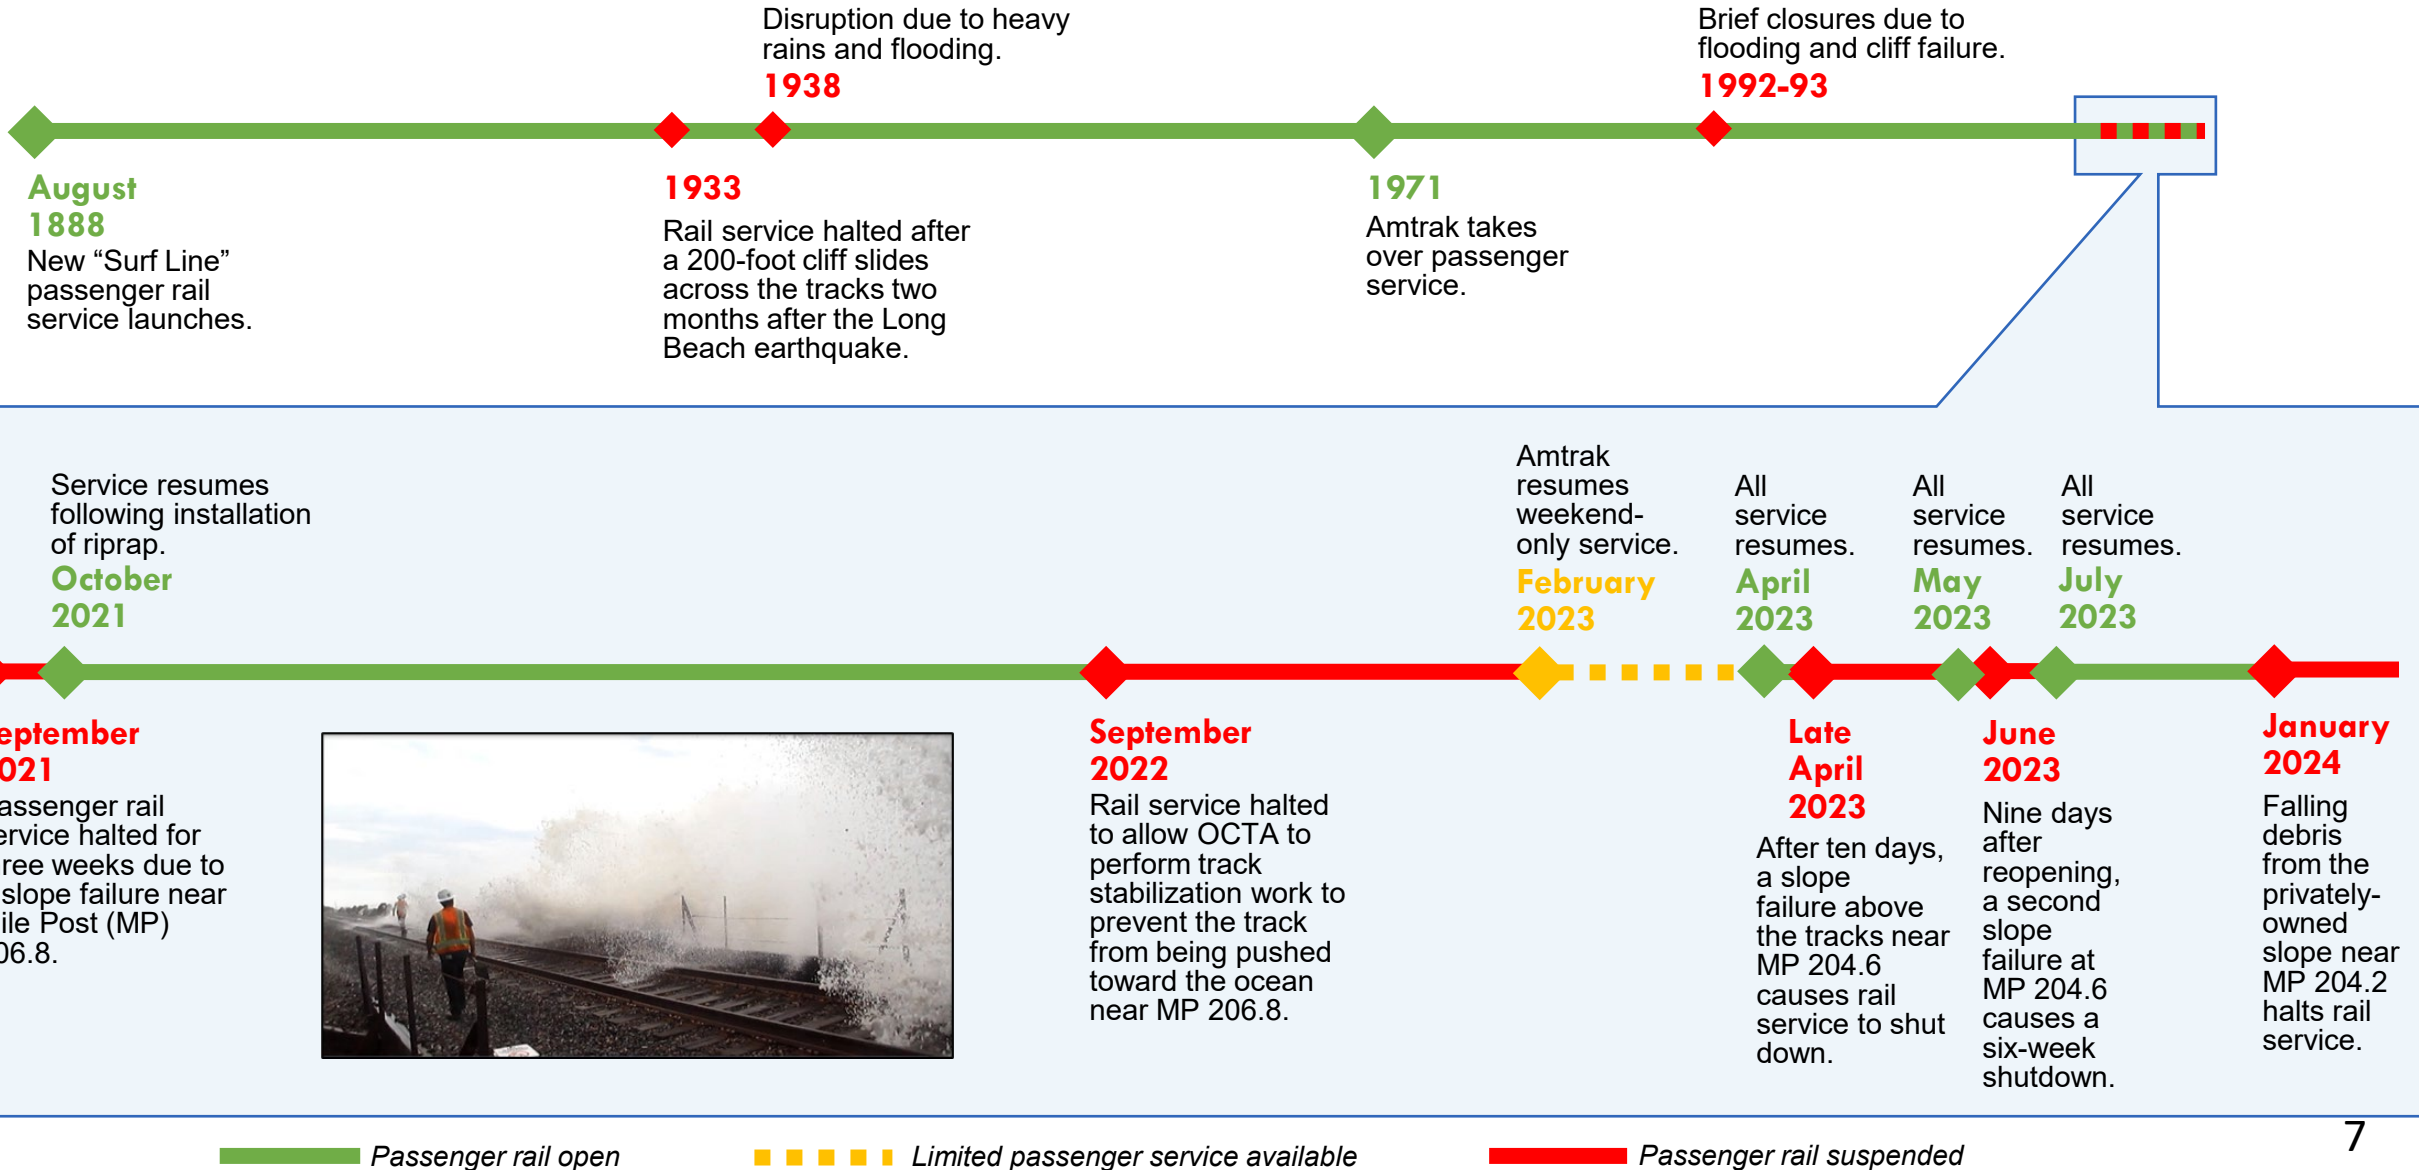 Disruption due to heavy
rains and flooding.
1938
Brief closures due to
flooding and cliff failure.
1992-93
August
1888
New “Surf Line”
passenger rail
service launches.
1933
Rail service halted after
a 200-foot cliff slides
across the tracks two
months after the Long
Beach earthquake.
1971
Amtrak takes
over passenger
service.
Service resumes
following installation
of riprap.
October
2021
Amtrak
resumes
weekend-
only service.
February
2023
All
service
resumes.
April
2023
All
service
resumes.
May
2023
All
service
resumes.
July
2023
eptember
021
assenger rail
ervice halted for
ree weeks due to
slope failure near
ile Post (MP)
06.8.
September
2022
Rail service halted
to allow OCTA to
perform track
stabilization work to
prevent the track
from being pushed
toward the ocean
near MP 206.8.
Late
April
2023
After ten days,
a slope
failure above
the tracks near
MP 204.6
causes rail
service to shut
down.
June
2023
Nine days
after
reopening,
a second
slope
failure at
MP 204.6
causes a
six-week
shutdown.
January
2024
Falling
debris
from the
privately-
owned
slope near
MP 204.2
halts rail
service.
Passenger rail open
Limited passenger service available
Passenger rail suspended
7